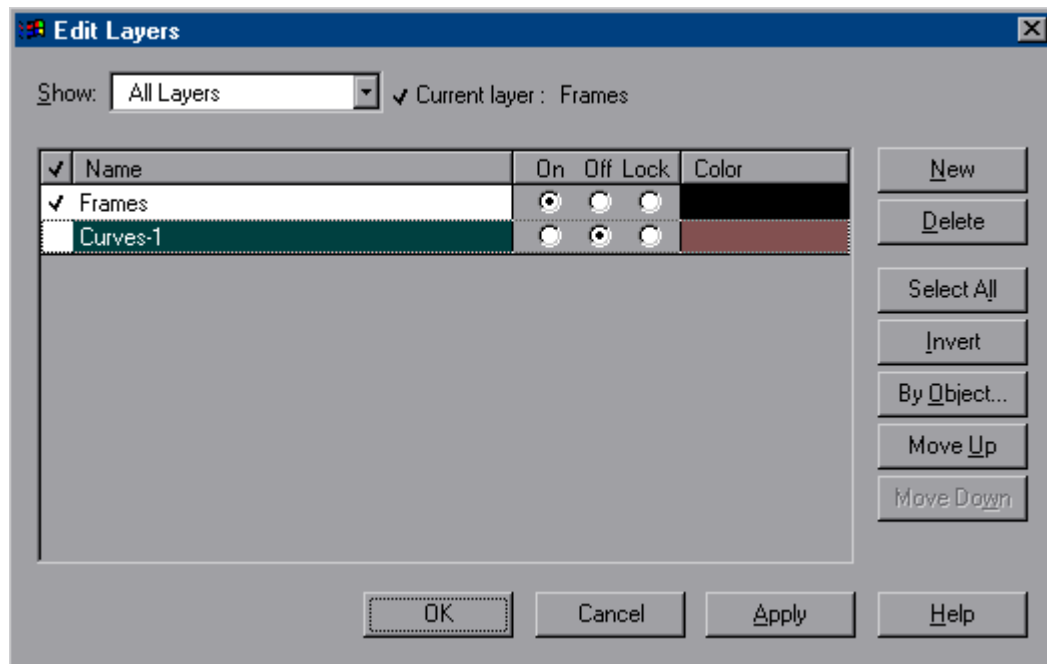 Edit Layers
Show: All Layers Current layer : Frames
Name On Off Lock Color
Frames
Curves-1
New
Delete
Select All
Invert
By Object...
Move Up
Move Down
OK Cancel Apply Help